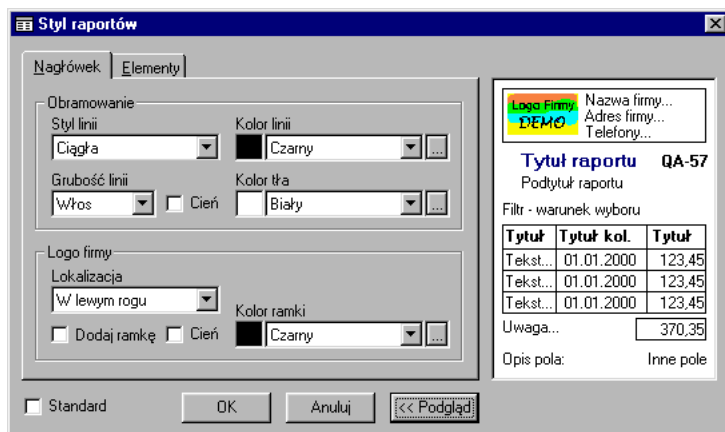 Styl raportów
Nagłówek Elementy
Obramowanie
Styl linii Kolor linii
Ciągła Czarny ...
Grubość linii Kolor tła
Włos Cień Biały ...
Logo firmy
Lokalizacja
W lewym rogu
Kolor ramki
Dodaj ramkę Cień Czarny ...
Standard OK Anuluj << Podgląd
Logo Firmy
DEMO
Nazwa firmy...
Adres firmy...
Telefony...
Tytuł raportu QA-57
Podtytuł raportu
Filtr - warunek wyboru
Tytuł Tytuł kol. Tytuł
Tekst... 01.01.2000 123,45
Tekst... 01.01.2000 123,45
Tekst... 01.01.2000 123,45
Uwaga... 370,35
Opis pola: Inne pole